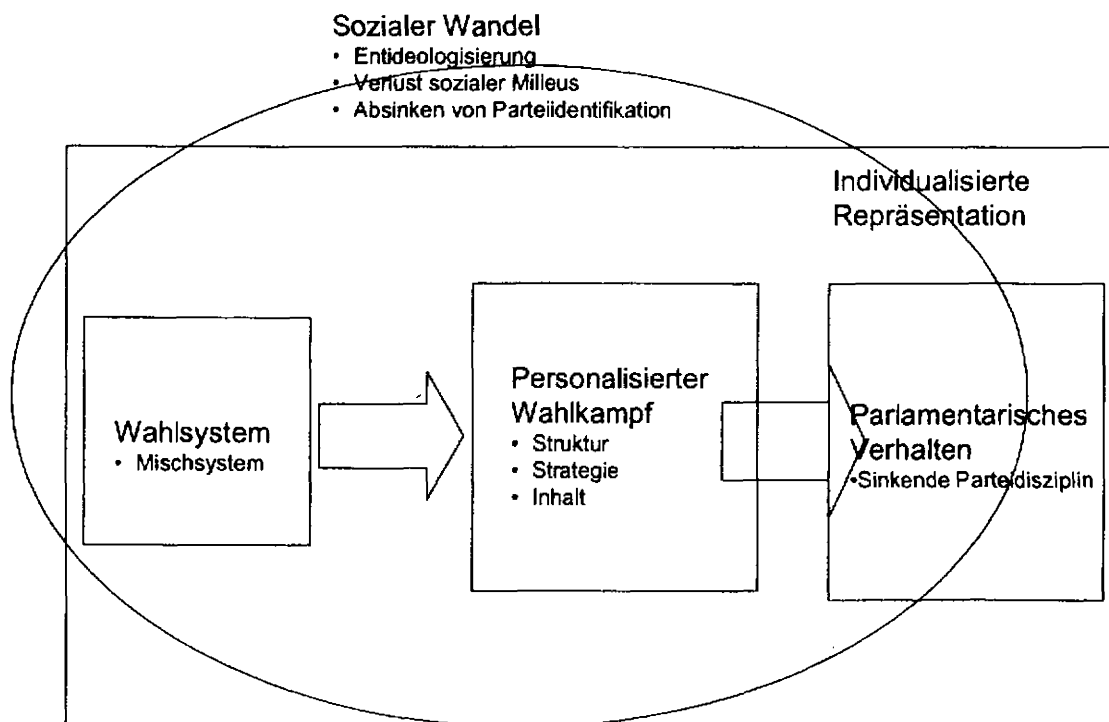 Sozialer Wandel
• Entideologisierung
• Verlust sozialer Milleus
• Absinken von Parteiidentifikation
Individualisierte
Repräsentation
Wahlsystem
• Mischsystem
Personalisierter
Wahlkampf
• Struktur
• Strategie
• Inhalt
Parlamentarisches
Verhalten
•Sinkende Parteidisziplin